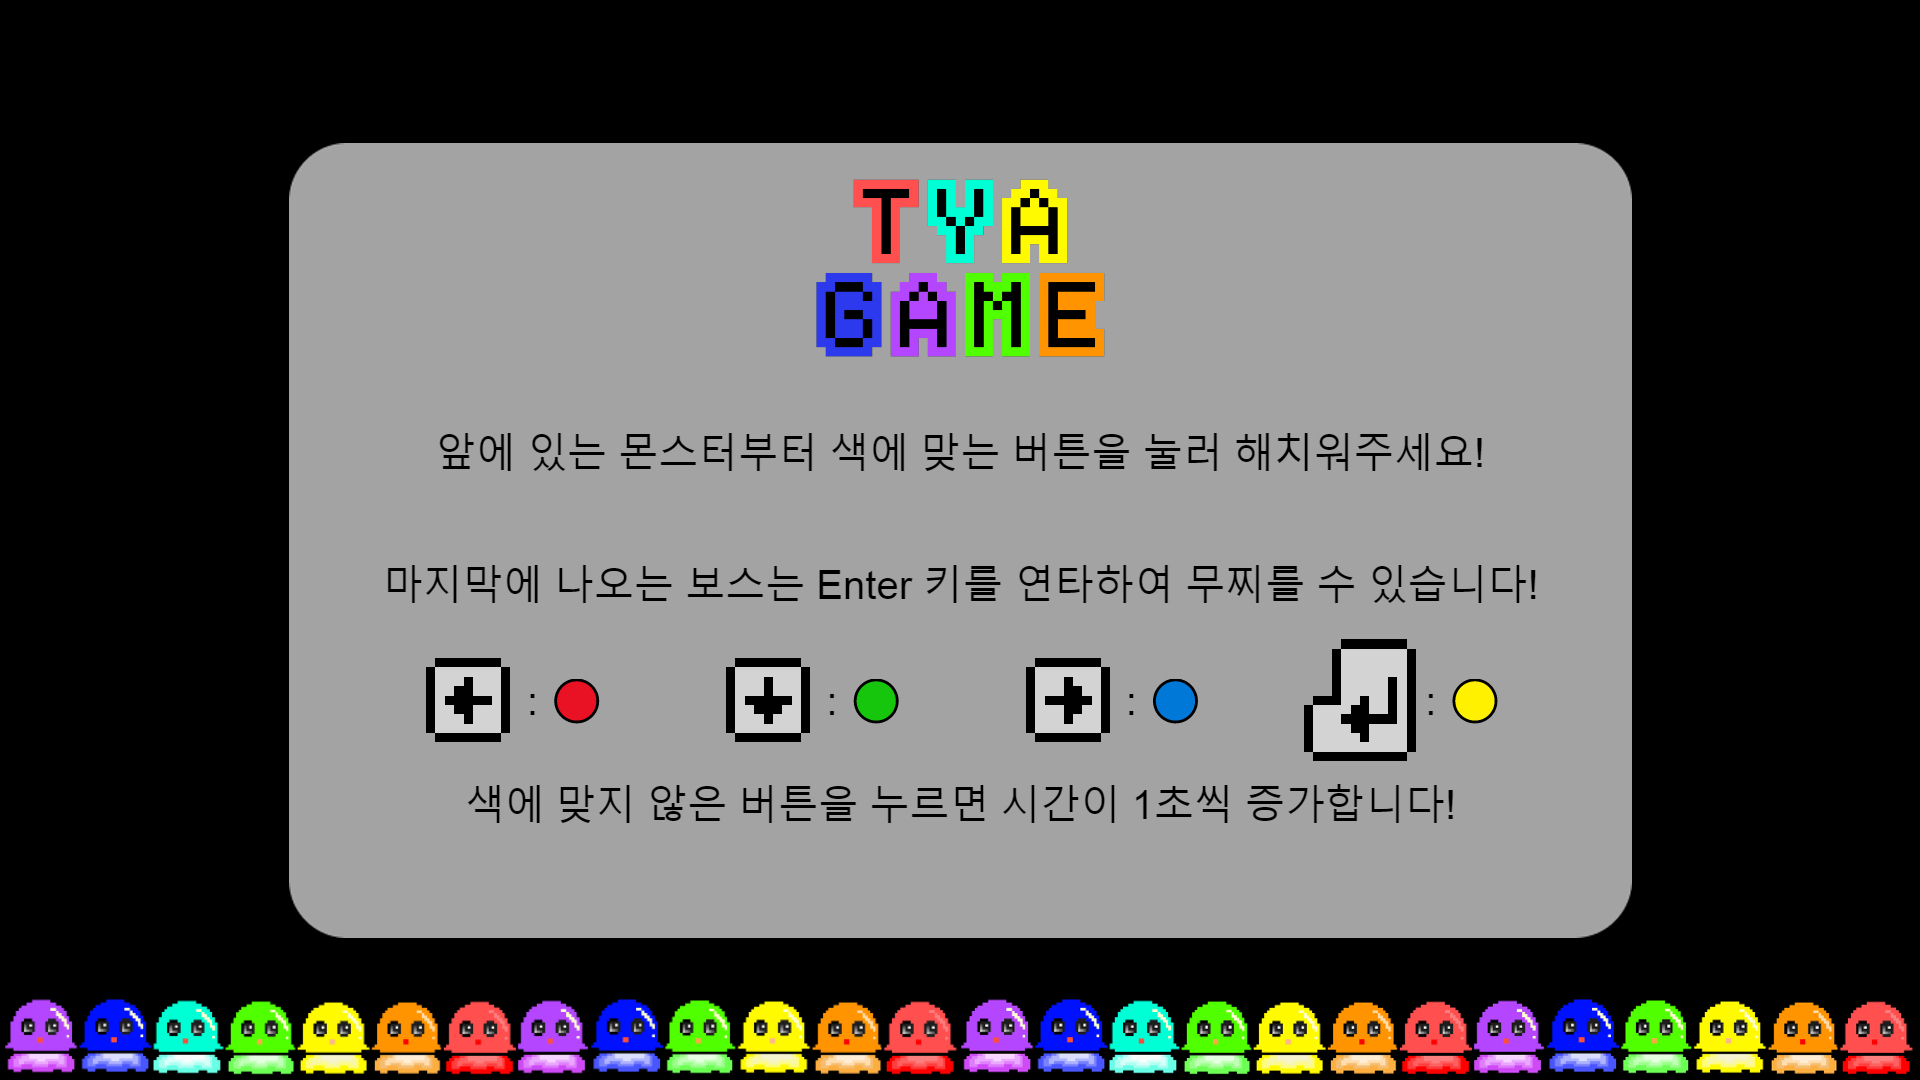 TYA
GAME
앞에 있는 몬스터부터 색에 맞는 버튼을 눌러 해치워주세요!
마지막에 나오는 보스는 Enter 키를 연타하여 무찌를 수 있습니다!
← : ↓ : → : ↵ :
색에 맞지 않은 버튼을 누르면 시간이 1초씩 증가합니다!